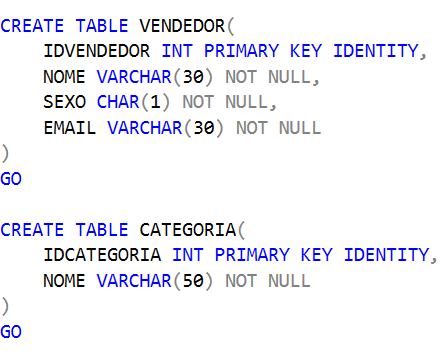 CREATE TABLE VENDEDOR(
    IDVENDEDOR INT PRIMARY KEY IDENTITY,
    NOME VARCHAR(30) NOT NULL,
    SEXO CHAR(1) NOT NULL,
    EMAIL VARCHAR(30) NOT NULL
)
GO

CREATE TABLE CATEGORIA(
    IDCATEGORIA INT PRIMARY KEY IDENTITY,
    NOME VARCHAR(50) NOT NULL
)
GO